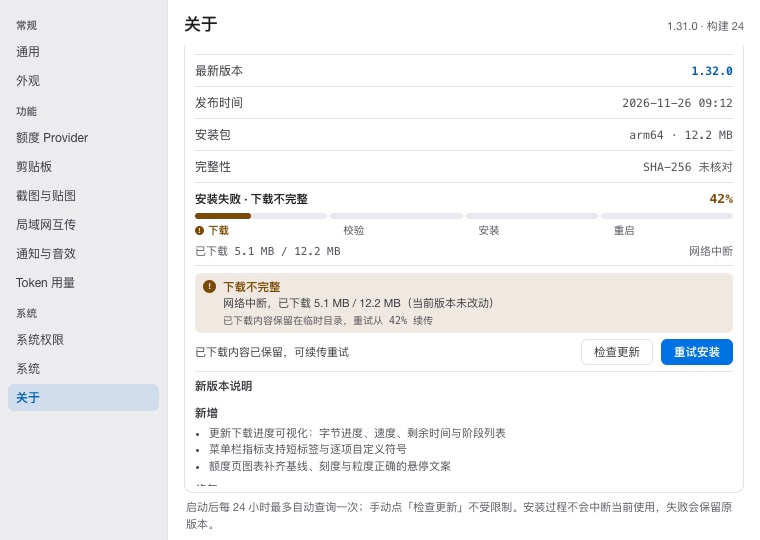 常规
通用
外观
功能
额度 Provider
剪贴板
截图与贴图
局域网互传
通知与音效
Token 用量
系统
系统权限
系统
关于
关于
1.31.0 · 构建 24
最新版本 1.32.0
发布时间 2026-11-26 09:12
安装包 arm64 · 12.2 MB
完整性 SHA-256 未核对
安装失败 · 下载不完整 42%
下载 校验 安装 重启
已下载 5.1 MB / 12.2 MB 网络中断
下载不完整
网络中断，已下载 5.1 MB / 12.2 MB（当前版本未改动）
已下载内容保留在临时目录，重试从 42% 续传
已下载内容已保留，可续传重试 检查更新 重试安装
新版本说明
新增
• 更新下载进度可视化：字节进度、速度、剩余时间与阶段列表
• 菜单栏指标支持短标签与逐项自定义符号
• 额度页图表补齐基线、刻度与粒度正确的悬停文案
启动后每 24 小时最多自动查询一次；手动点「检查更新」不受限制。安装过程不会中断当前使用，失败会保留原
版本。